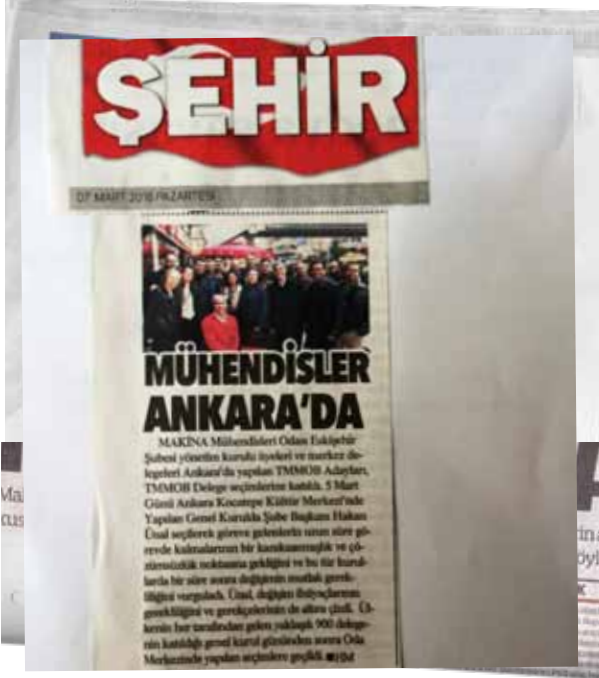 ŞEHİR
07 MART 2016 PAZARTESİ
MÜHENDİSLER
ANKARA'DA
MAKİNA Mühendisleri Odası Eskişehir
Şubesi yönetim kurulu üyeleri ve merkez de-
legeleri Ankara'da yapılan TMMOB Adayları,
TMMOB Delege seçimlerine katıldı. 5 Mart
Günü Ankara Kocatepe Kültür Merkezi'nde
Yapılan Genel Kurulda Şube Başkanı Hakan
Ünal seçilerek göreve gelenlerin uzun süre gö-
revde kalmalarının bir kanıksanmışlık ve çö-
zümsüzlük noktasına geldiğini ve bu tür kurul-
larda bir süre sonra değişimin mutlak gerek-
liliğini vurguladı. Ünal, değişim ihtiyaçlarının
gerekliliğini ve gerekçelerinin de altını çizdi. Ül-
kenin her tarafından gelen yaklaşık 900 delege-
nin katıldığı genel kurul gününden sonra Oda
Merkezinde yapılan seçimlere geçildi. ■HM